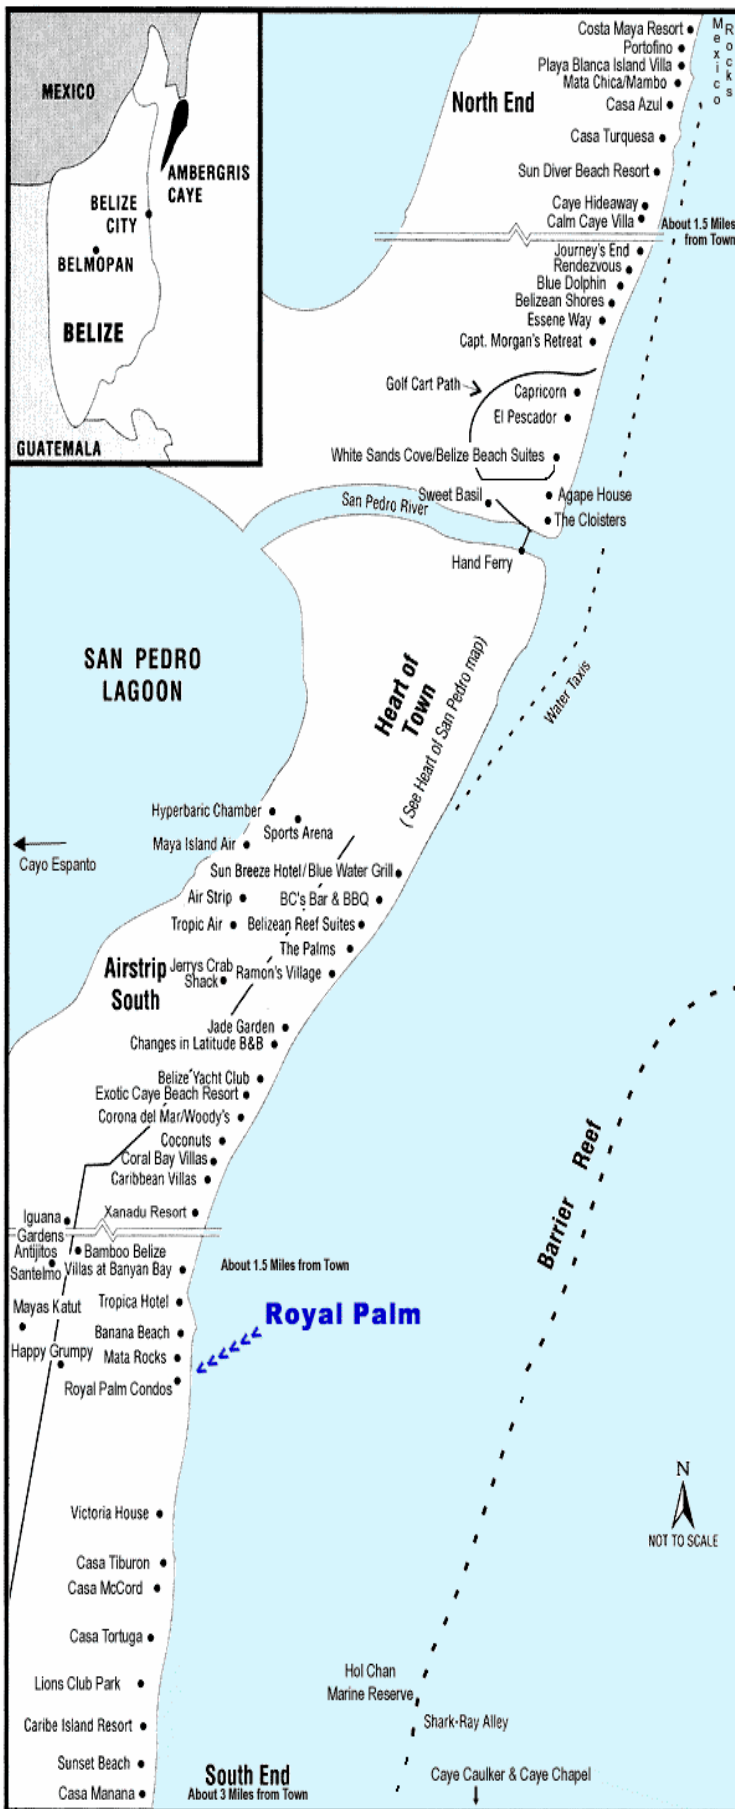 MEXICO
AMBERGRIS
CAYE
BELIZE
CITY
BELMOPAN
BELIZE
GUATEMALA
Costa Maya Resort
Mexico
Rocks
Portofino
Playa Blanca Island Villa
Mata Chica/Mambo
North End
Casa Azul
Casa Turquesa
Sun Diver Beach Resort
Caye Hideaway
Calm Caye Villa
About 1.5 Miles
from Town
Journey's End
Rendezvous
Blue Dolphin
Belizean Shores
Essene Way
Capt. Morgan's Retreat
Golf Cart Path
Capricorn
El Pescador
White Sands Cove/Belize Beach Suites
Sweet Basil
Agape House
San Pedro River
The Cloisters
Hand Ferry
SAN PEDRO
LAGOON
Heart of
Town
(See Heart of San Pedro map)
Water Taxis
Hyperbaric Chamber
Sports Arena
Maya Island Air
Cayo Espanto
Sun Breeze Hotel/Blue Water Grill
Air Strip
BC's Bar & BBQ
Tropic Air
Belizean Reef Suites
The Palms
Airstrip
South
Jerrys Crab
Shack
Ramon's Village
Jade Garden
Changes in Latitude B&B
Belize Yacht Club
Exotic Caye Beach Resort
Corona del Mar/Woody's
Coconuts
Coral Bay Villas
Caribbean Villas
Barrier Reef
Xanadu Resort
Iguana
Gardens
Antijitos
Bamboo Belize
Santelmo
Villas at Banyan Bay
About 1.5 Miles from Town
Tropica Hotel
Mayas Katut
Royal Palm
Banana Beach
Happy Grumpy
Mata Rocks
Royal Palm Condos
N
NOT TO SCALE
Victoria House
Casa Tiburon
Casa McCord
Casa Tortuga
Hol Chan
Marine Reserve
Lions Club Park
Shark-Ray Alley
Caribe Island Resort
Sunset Beach
South End
About 3 Miles from Town
Caye Caulker & Caye Chapel
Casa Manana